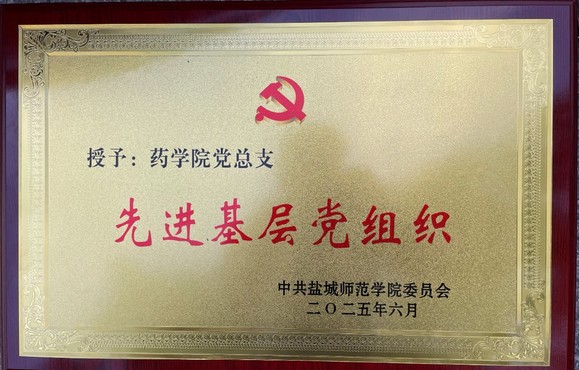 授予：药学院党总支
先进基层党组织
中共盐城师范学院委员会
二〇二五年六月